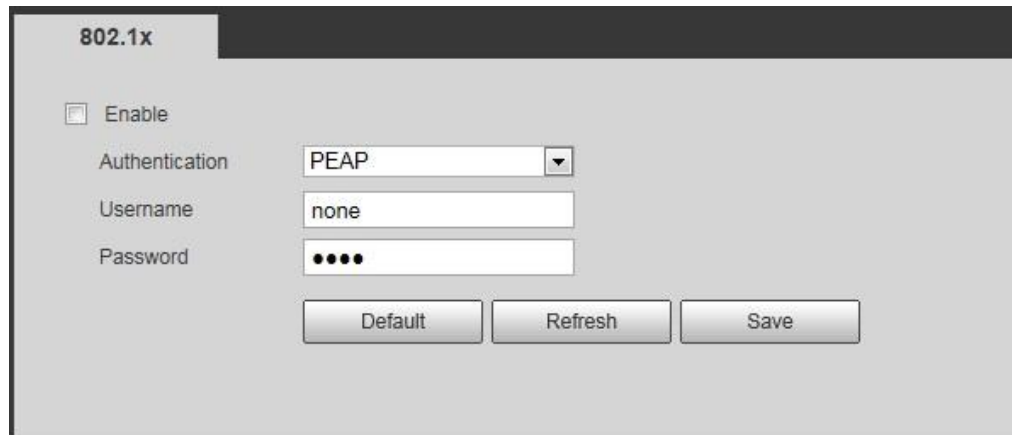 802.1x
Enable
Authentication PEAP
Username none
Password ●●●●
Default Refresh Save